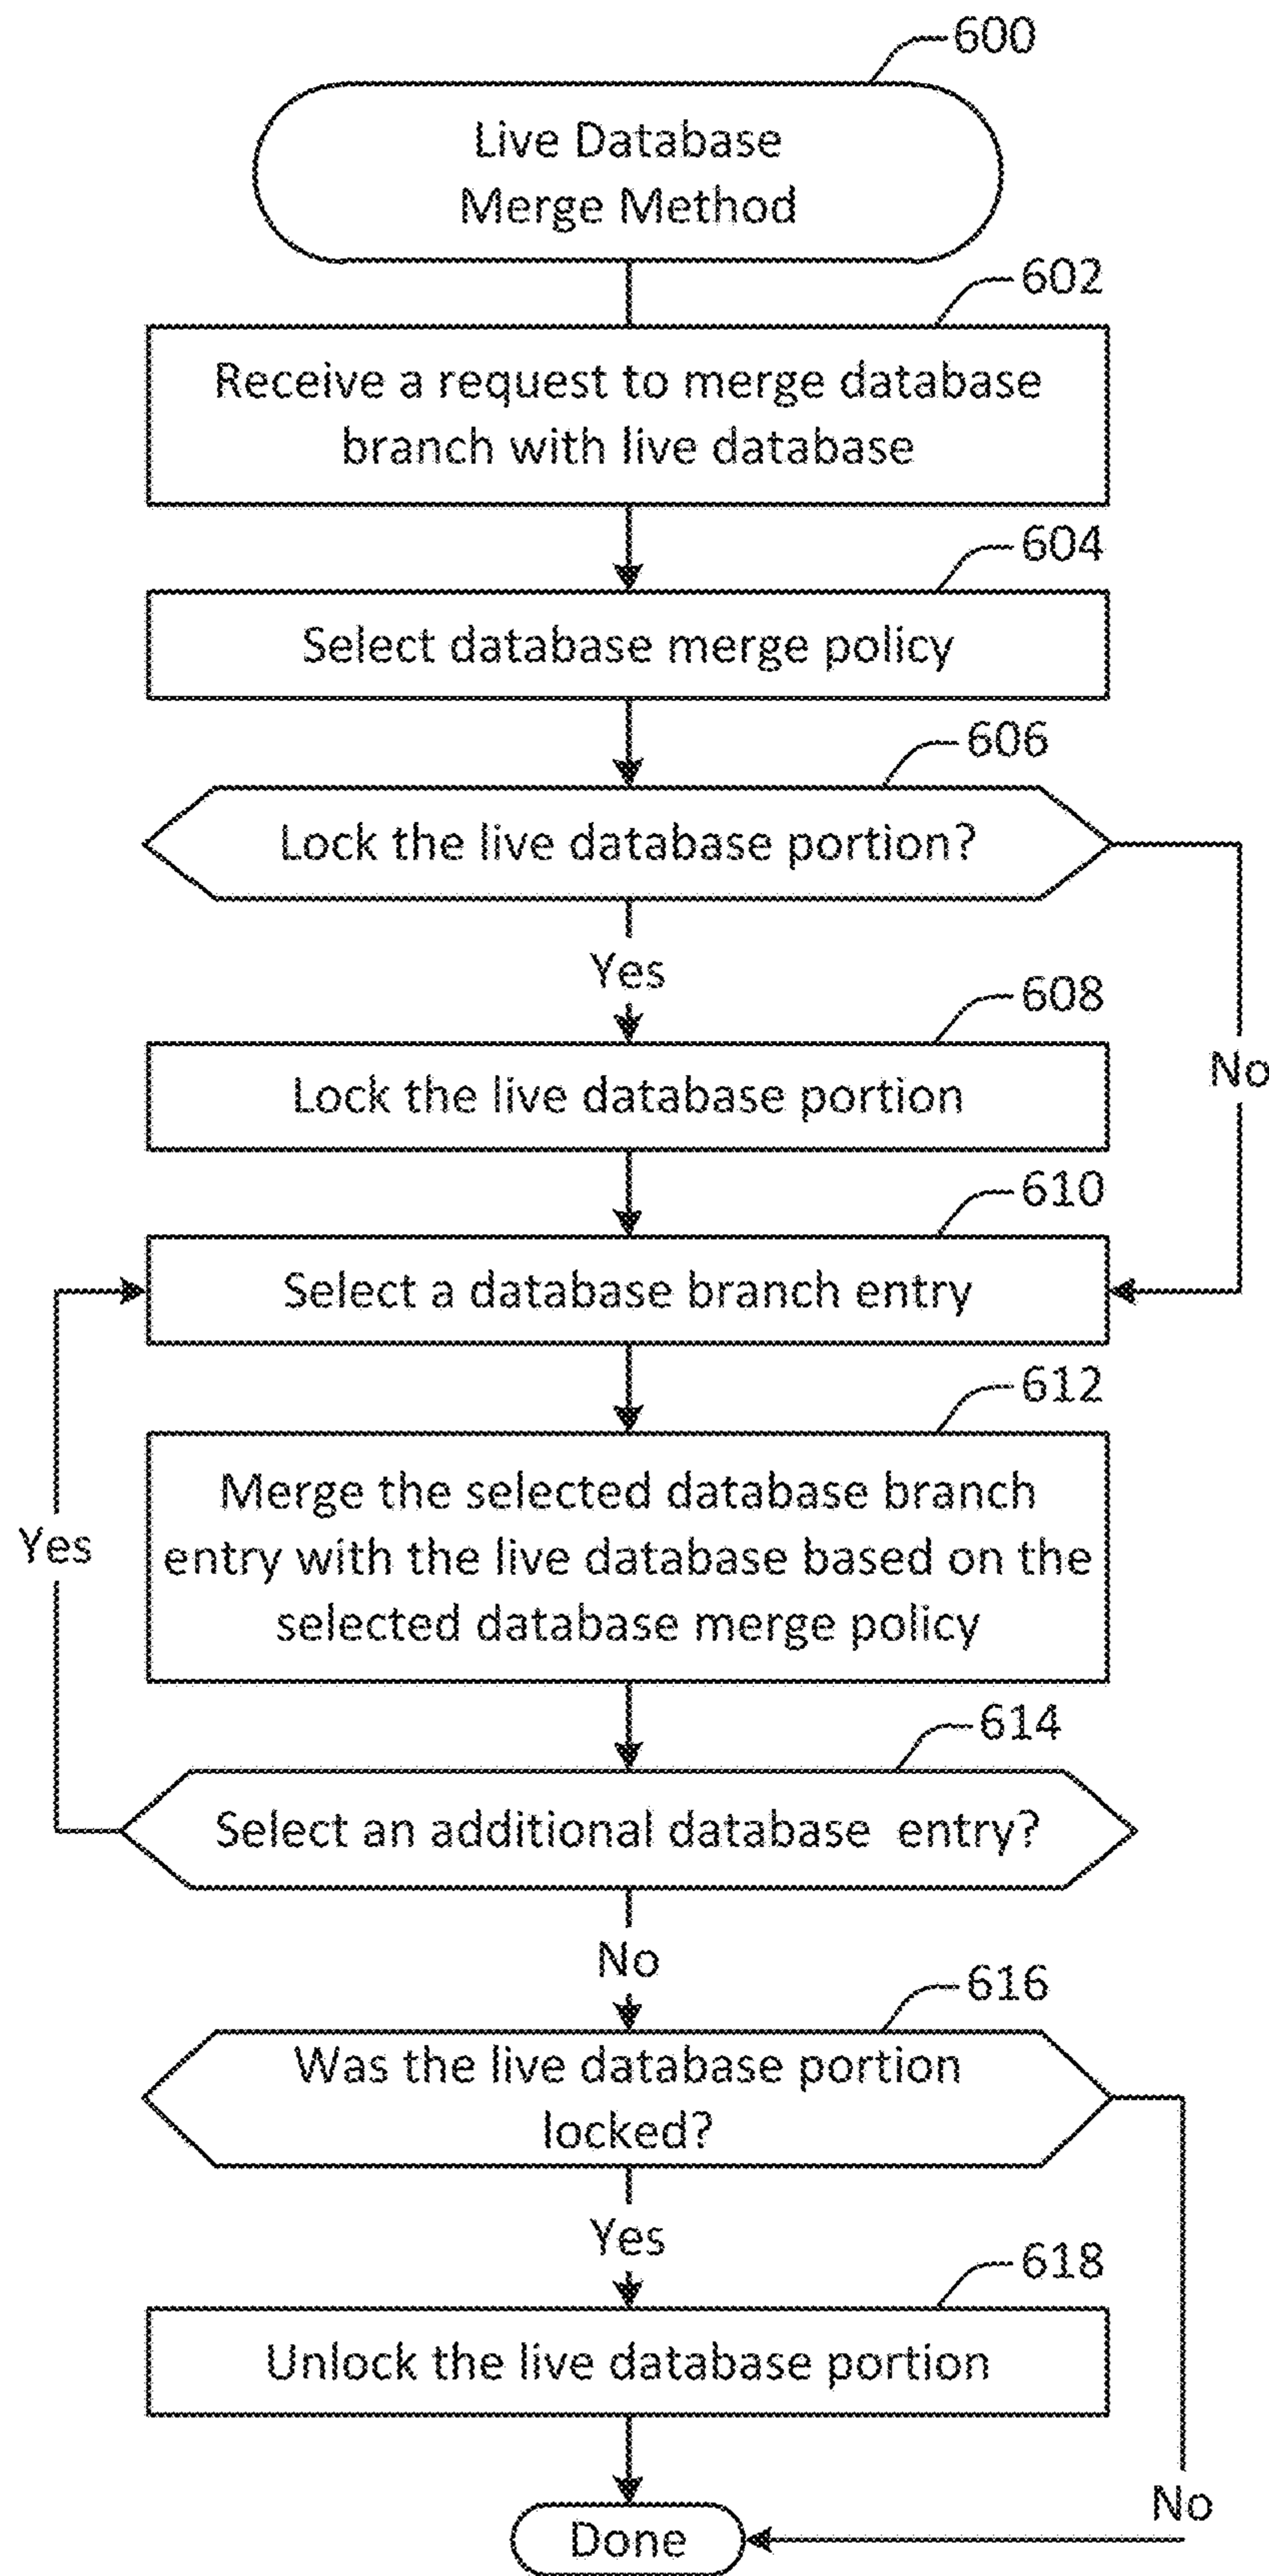 600
Live Database
Merge Method
602
Receive a request to merge database
branch with live database
604
Select database merge policy
606
Lock the live database portion?
Yes
608
Lock the live database portion
No
610
Select a database branch entry
612
Merge the selected database branch
entry with the live database based on the
selected database merge policy
Yes
614
Select an additional database entry?
No
616
Was the live database portion
locked?
Yes
618
Unlock the live database portion
No
Done